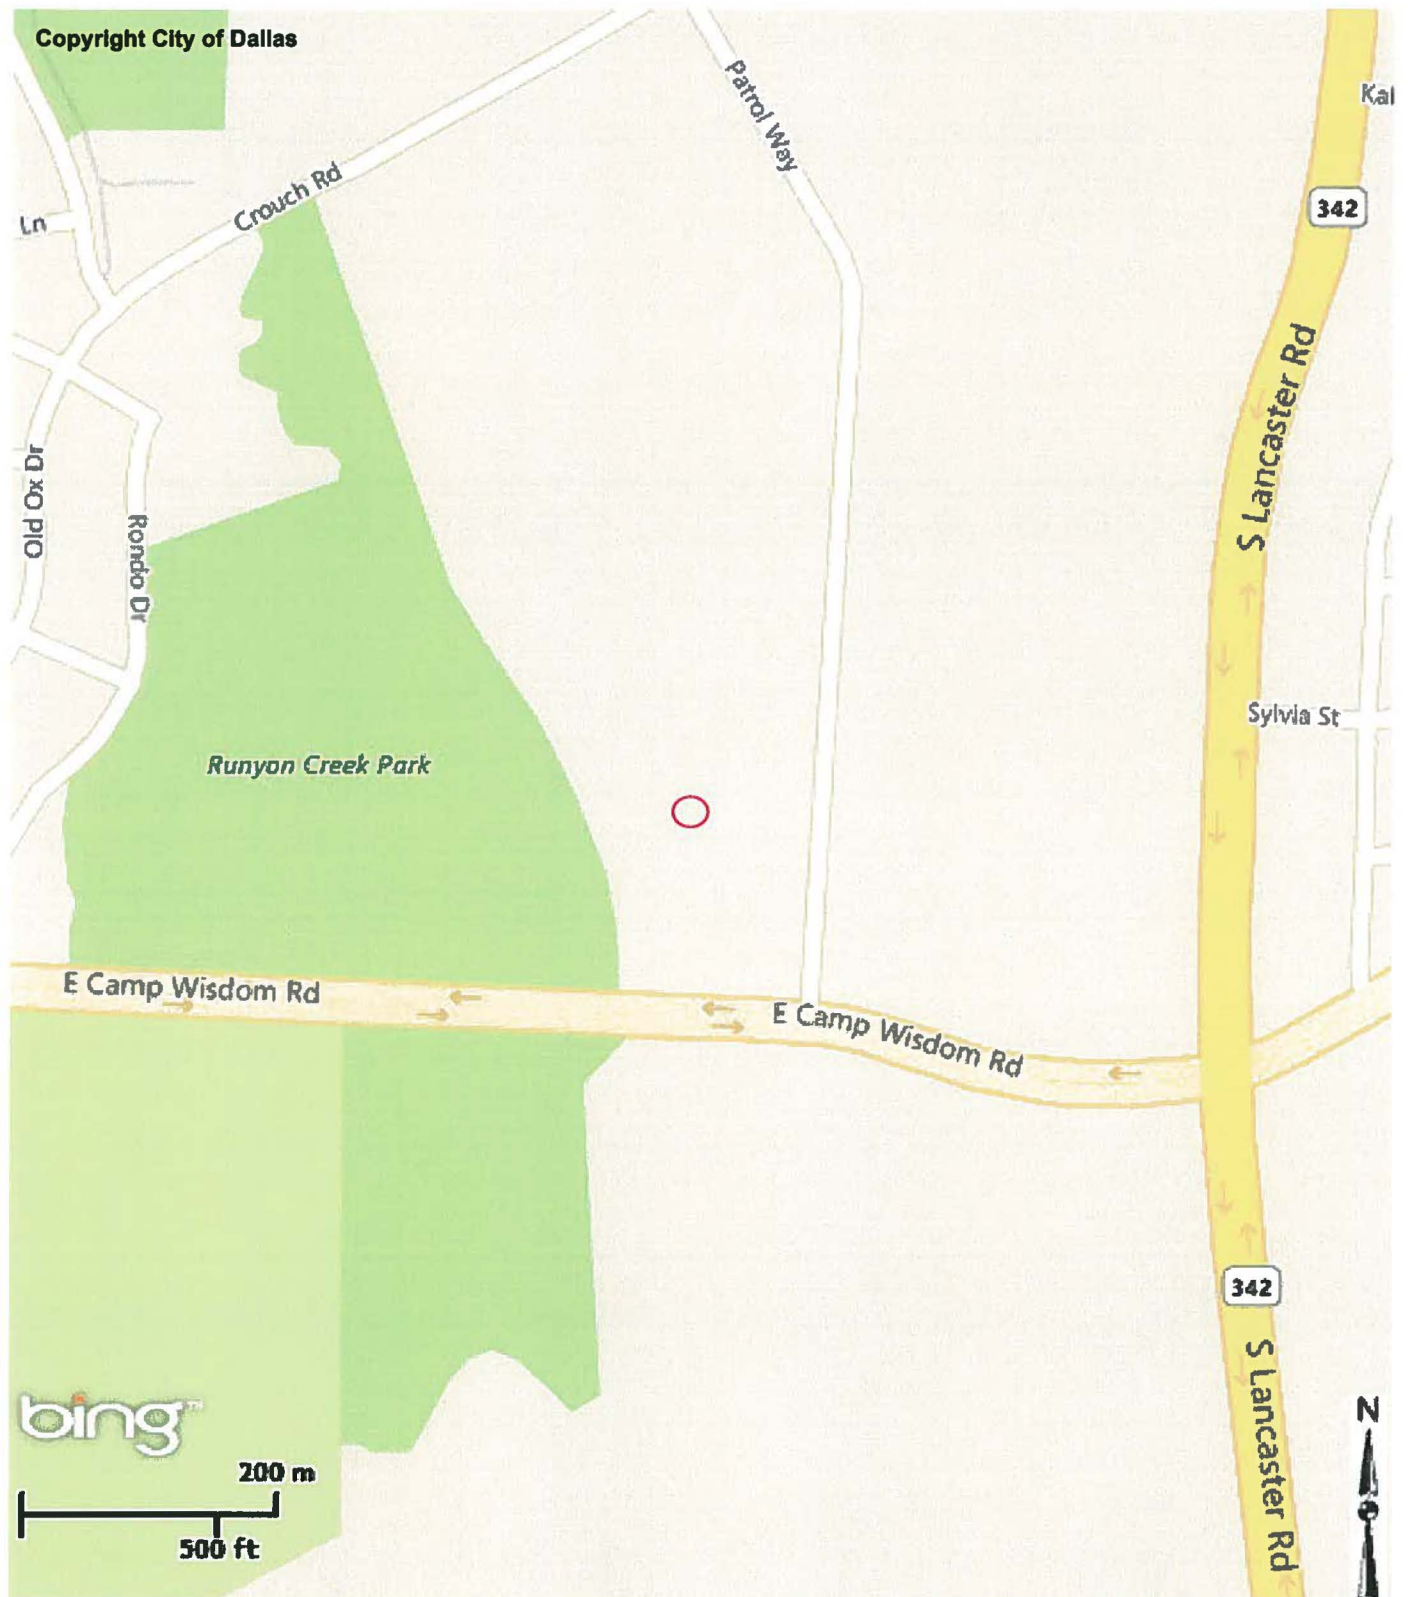 Copyright City of Dallas
Patrol Way
Kal
Crouch Rd
342
Ln
S Lancaster Rd
Old Ox Dr
Rondo Dr
Sylvia St
Runyon Creek Park
E Camp Wisdom Rd
E Camp Wisdom Rd
342
S Lancaster Rd
bing™
N
200 m
500 ft